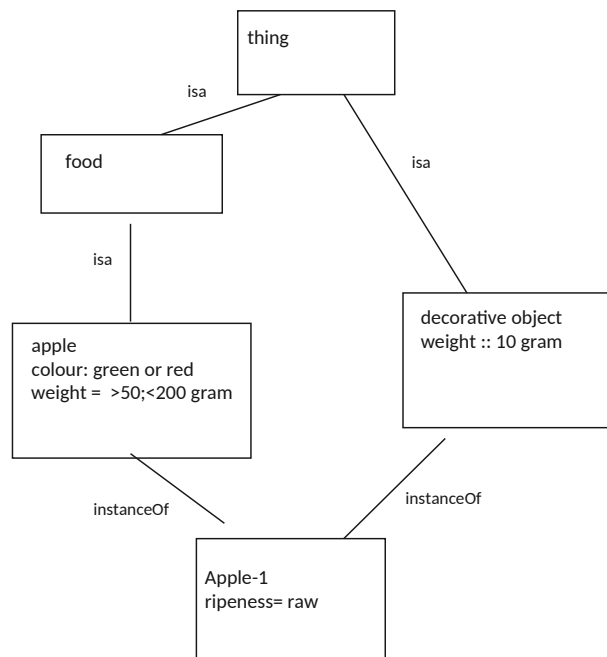 thing
isa
food
isa
isa
apple
colour: green or red
weight = >50;<200 gram
decorative object
weight :: 10 gram
instanceOf
instanceOf
Apple-1
ripeness= raw